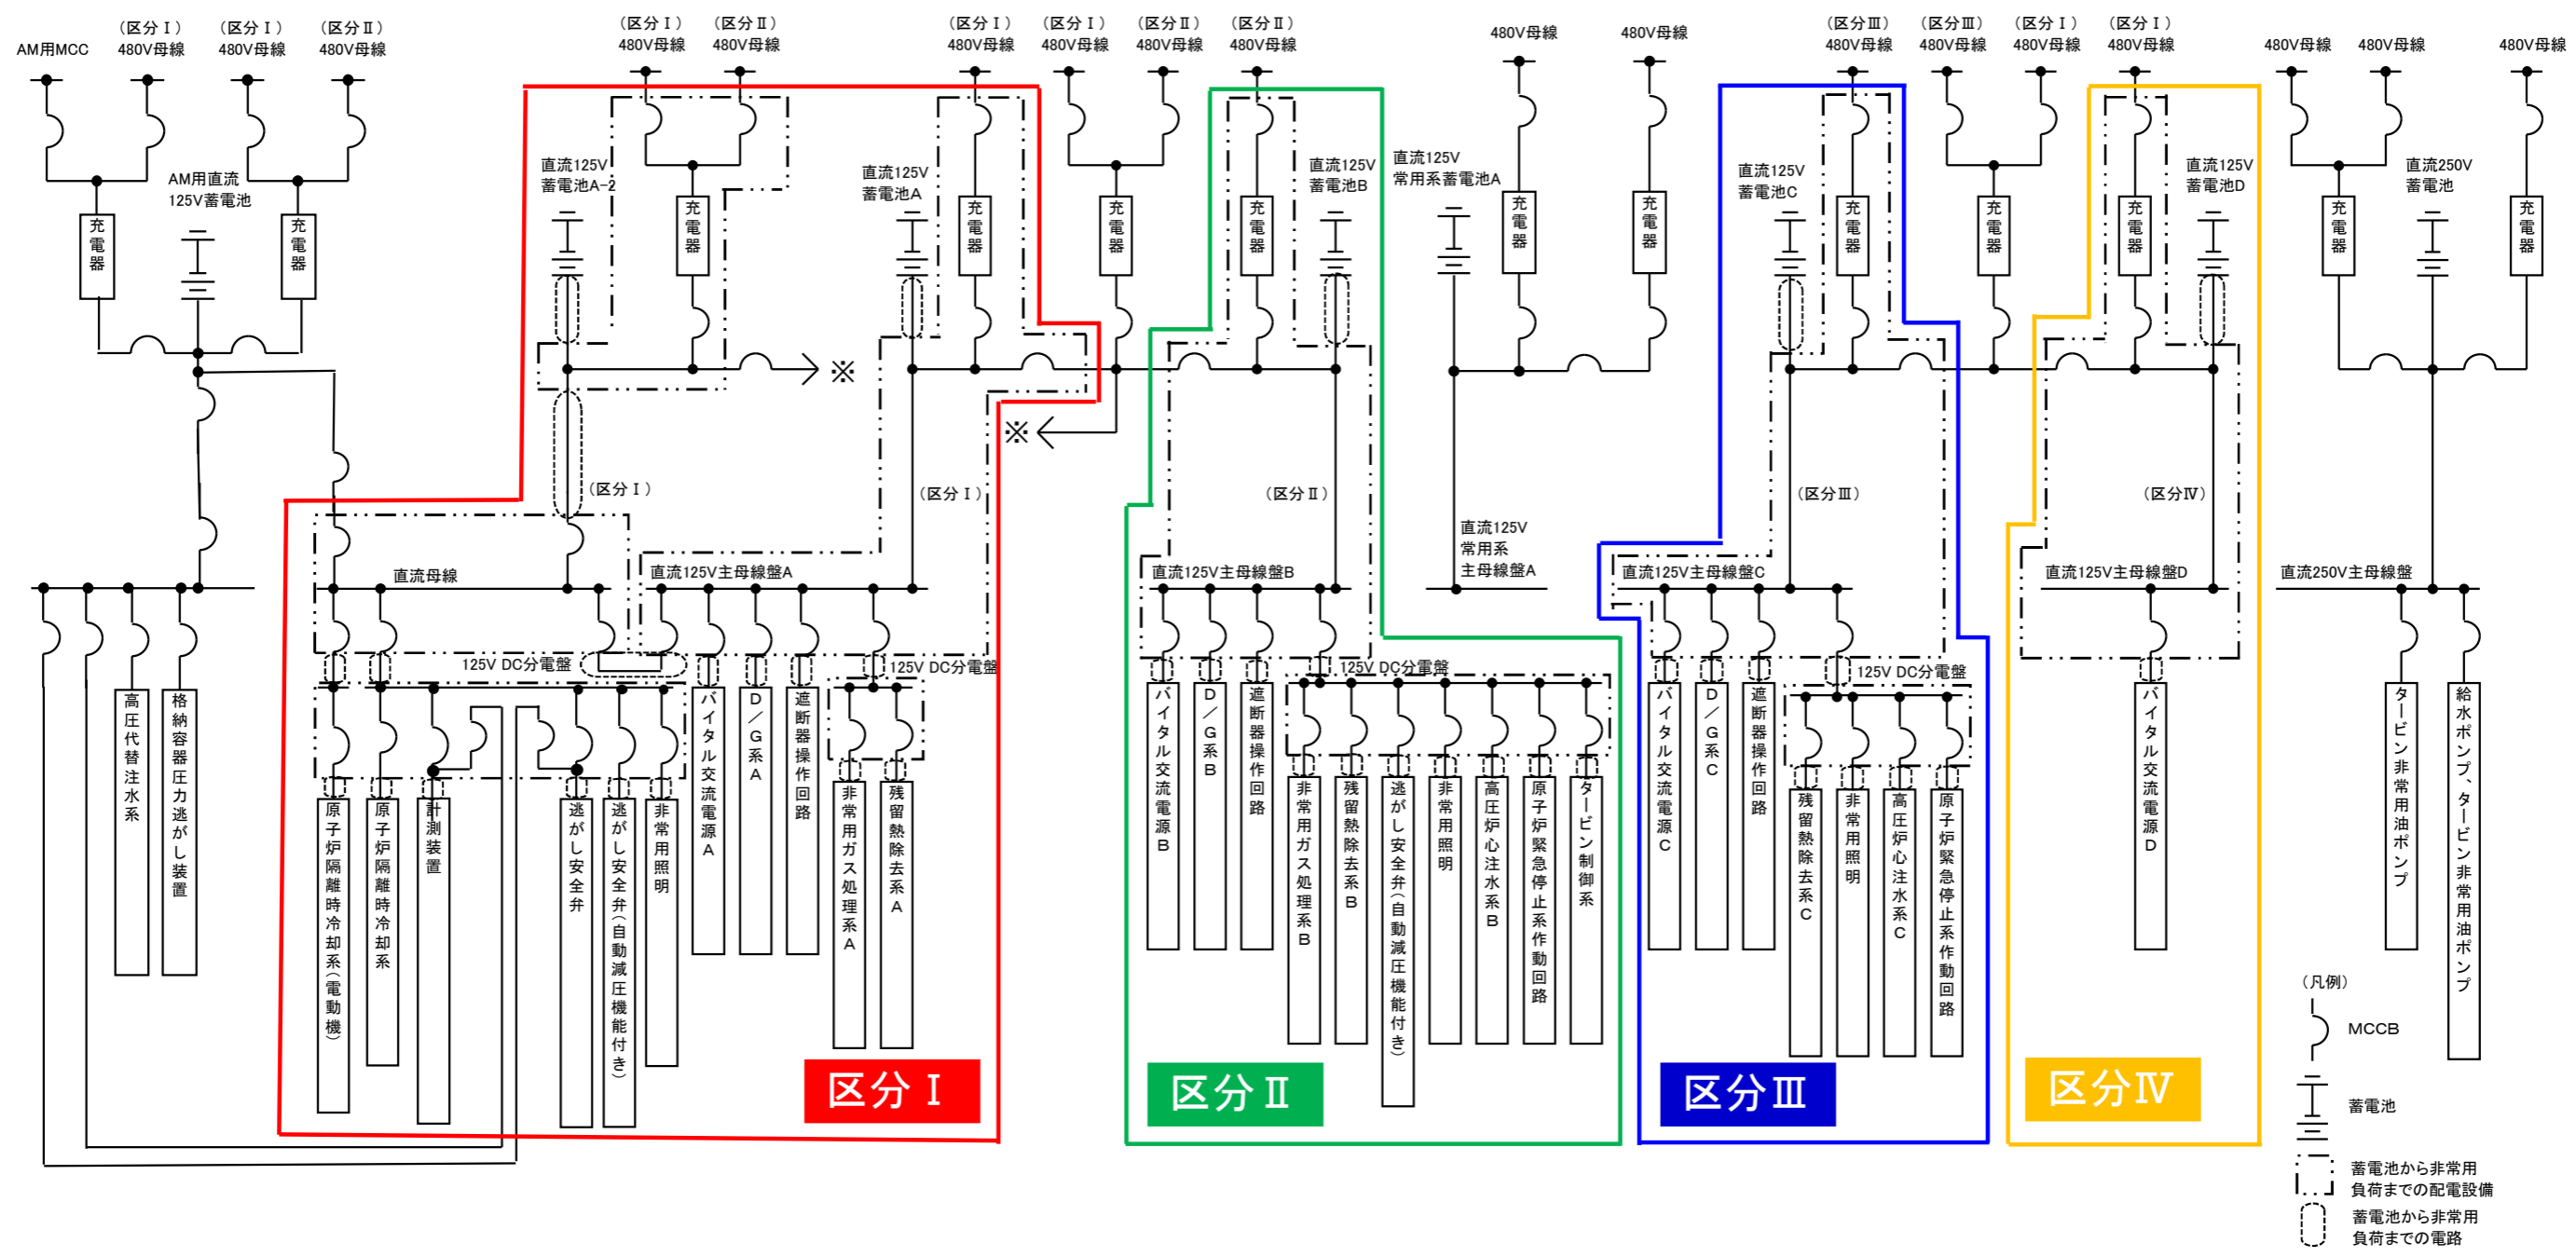 AM用MCC
（区分Ⅰ）
480V母線
（区分Ⅰ）
480V母線
（区分Ⅱ）
480V母線
（区分Ⅰ）
480V母線
（区分Ⅱ）
480V母線
（区分Ⅰ）
480V母線
（区分Ⅰ）
480V母線
（区分Ⅱ）
480V母線
（区分Ⅱ）
480V母線
480V母線
480V母線
（区分Ⅲ）
480V母線
（区分Ⅲ）
480V母線
（区分Ⅰ）
480V母線
（区分Ⅰ）
480V母線
480V母線
480V母線
480V母線
充電器
AM用直流
125V蓄電池
充電器
直流125V
蓄電池A-2
充電器
直流125V
蓄電池A
充電器
充電器
充電器
直流125V
蓄電池B
直流125V
常用系蓄電池A
充電器
充電器
直流125V
蓄電池C
充電器
充電器
充電器
直流125V
蓄電池D
充電器
直流250V
蓄電池
充電器
※
※
（区分Ⅰ）
（区分Ⅰ）
（区分Ⅱ）
（区分Ⅲ）
（区分Ⅳ）
直流母線
直流125V主母線盤A
直流125V主母線盤B
直流125V
常用系
主母線盤A
直流125V主母線盤C
直流125V主母線盤D
直流250V主母線盤
125V DC分電盤
125V DC分電盤
125V DC分電盤
125V DC分電盤
高圧代替注水系
格納容器圧力逃がし装置
原子炉隔離時冷却系（電動機）
原子炉隔離時冷却系
計測装置
逃がし安全弁
逃がし安全弁（自動減圧機能付き）
非常用照明
バイタル交流電源A
D／G系A
遮断器操作回路
非常用ガス処理系A
残留熱除去系A
バイタル交流電源B
D／G系B
遮断器操作回路
非常用ガス処理系B
残留熱除去系B
逃がし安全弁（自動減圧機能付き）
非常用照明
高圧炉心注水系B
原子炉緊急停止系作動回路
タービン制御系
バイタル交流電源C
D／G系C
遮断器操作回路
残留熱除去系C
非常用照明
高圧炉心注水系C
原子炉緊急停止系作動回路
バイタル交流電源D
タービン非常用油ポンプ
給水ポンプ、タービン非常用油ポンプ
区分Ⅰ
区分Ⅱ
区分Ⅲ
区分Ⅳ
（凡例）
MCCB
蓄電池
蓄電池から非常用
負荷までの配電設備
蓄電池から非常用
負荷までの電路